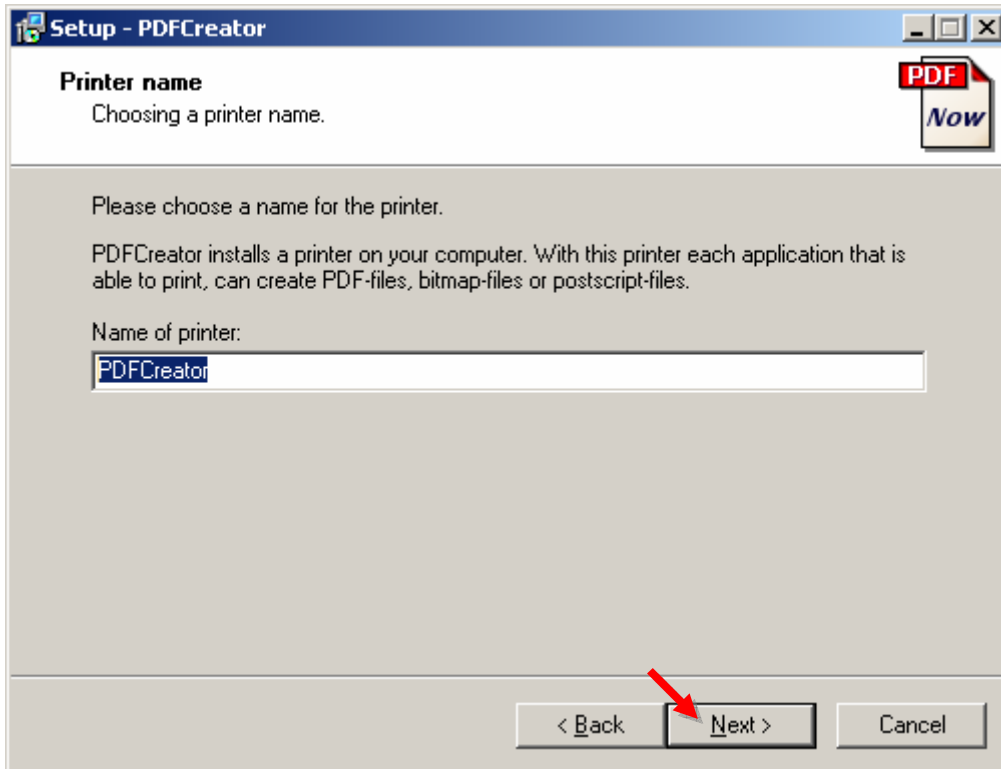 Setup - PDFCreator
Printer name
Choosing a printer name.
PDF
Now
Please choose a name for the printer.
PDFCreator installs a printer on your computer. With this printer each application that is
able to print, can create PDF-files, bitmap-files or postscript-files.
Name of printer:
PDFCreator
< Back Next > Cancel